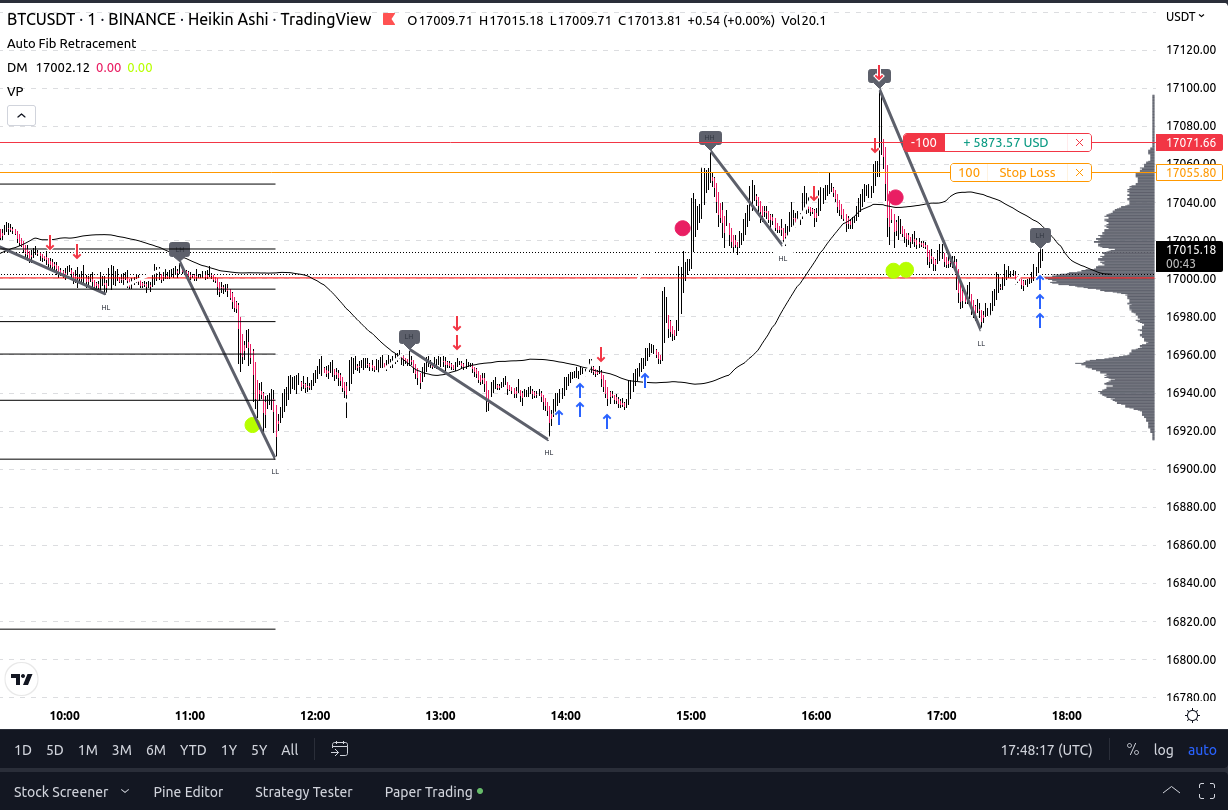 BTCUSDT · 1 · BINANCE · Heikin Ashi · TradingView O17009.71 H17015.18 L17009.71 C17013.81 +0.54 (+0.00%) Vol20.1
USDT
Auto Fib Retracement
DM 17002.12 0.00 0.00
VP
17120.00
17100.00
17080.00
-100 + 5873.57 USD
17071.66
17060.00
100 Stop Loss
17055.80
17040.00
17020.00
17015.18
00:43
17000.00
16980.00
16960.00
16940.00
16920.00
16900.00
16880.00
16860.00
16840.00
16820.00
16800.00
16780.00
HL
LL
HL
HL
LL
LH
10:00 11:00 12:00 13:00 14:00 15:00 16:00 17:00 18:00
1D 5D 1M 3M 6M YTD 1Y 5Y All 17:48:17 (UTC) % log auto
Stock Screener Pine Editor Strategy Tester Paper Trading